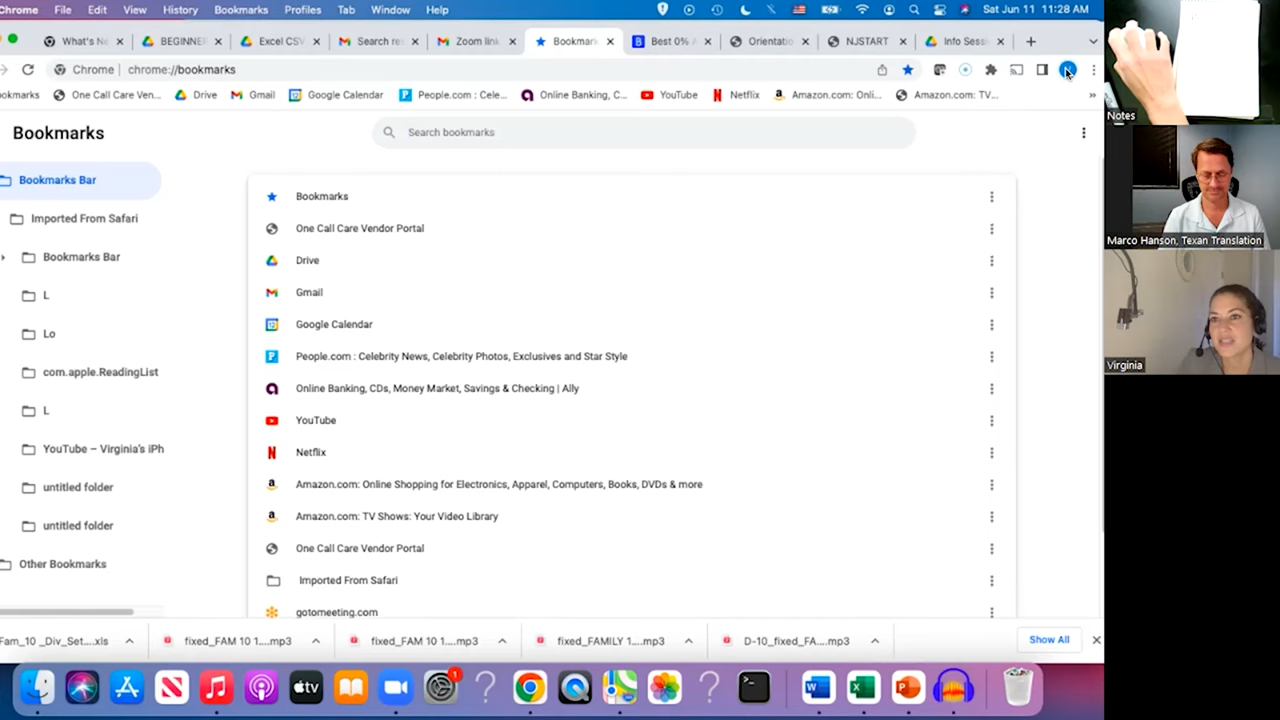 Chrome File Edit View History Bookmarks Profiles Tab Window Help Sat Jun 11 11:28 AM
What's Ne BEGINNER Excel CSV Search re Zoom link Bookmark Best 0% A Orientatio NJSTART Info Sessi
Chrome | chrome://bookmarks
okmarks One Call Care Ven... Drive Gmail Google Calendar People.com : Cele... Online Banking, C... YouTube Netflix Amazon.com: Onli... Amazon.com: TV... »
Bookmarks
Search bookmarks
Bookmarks Bar
Imported From Safari
Bookmarks Bar
L
Lo
com.apple.ReadingList
L
YouTube – Virginia's iPh
untitled folder
untitled folder
Other Bookmarks
Bookmarks
One Call Care Vendor Portal
Drive
Gmail
Google Calendar
People.com : Celebrity News, Celebrity Photos, Exclusives and Star Style
Online Banking, CDs, Money Market, Savings & Checking | Ally
YouTube
Netflix
Amazon.com: Online Shopping for Electronics, Apparel, Computers, Books, DVDs & more
Amazon.com: TV Shows: Your Video Library
One Call Care Vendor Portal
Imported From Safari
gotomeeting.com
Fam_10 _Div_Set....xls fixed_FAM 10 1....mp3 fixed_FAM 10 1....mp3 fixed_FAMILY 1....mp3 D-10_fixed_FA....mp3 Show All
tv 1
Notes
Marco Hanson, Texan Translation
Virginia